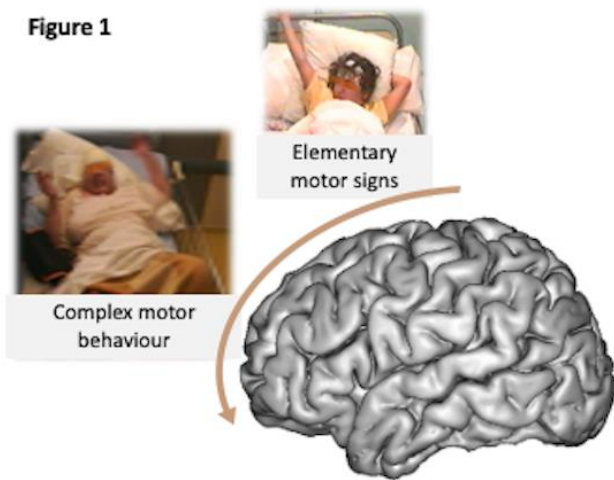 Figure 1
Elementary
motor signs
Complex motor
behaviour